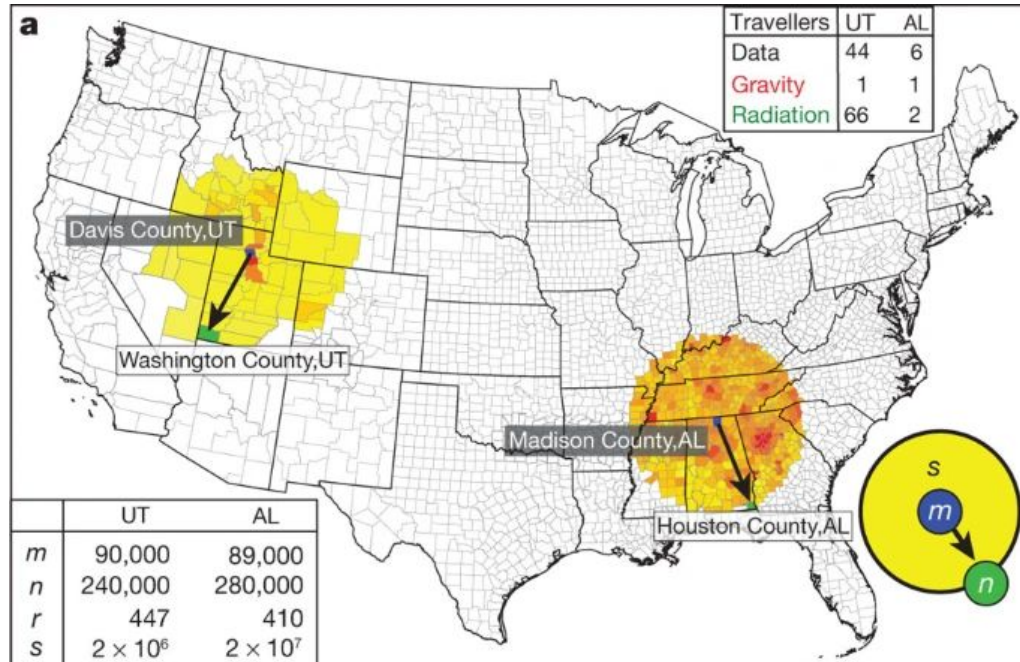 a
Travellers UT AL
Data 44 6
Gravity 1 1
Radiation 66 2
Davis County,UT
Washington County,UT
Madison County,AL
Houston County,AL
s
m
n
UT AL
m 90,000 89,000
n 240,000 280,000
r 447 410
s 2 × 10⁶ 2 × 10⁷